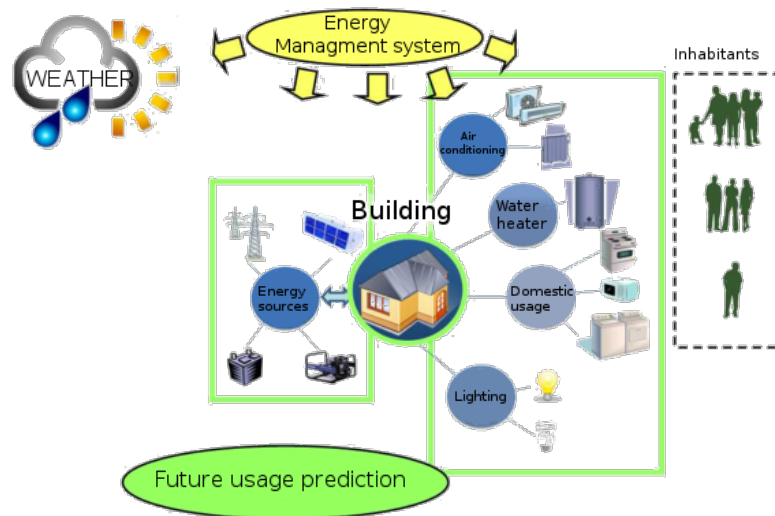 Energy
Managment system
WEATHER
Inhabitants
Air
conditioning
Building
Water
heater
Energy
sources
Domestic
usage
Lighting
Future usage prediction